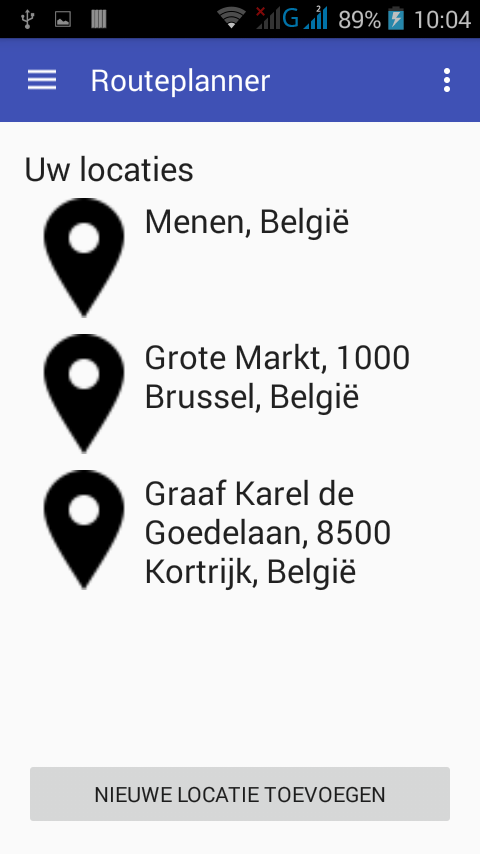 G 2 89% 10:04
Routeplanner
Uw locaties
Menen, België
Grote Markt, 1000
Brussel, België
Graaf Karel de
Goedelaan, 8500
Kortrijk, België
NIEUWE LOCATIE TOEVOEGEN